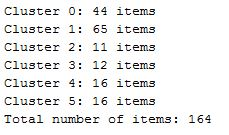 Cluster 0: 44 items
Cluster 1: 65 items
Cluster 2: 11 items
Cluster 3: 12 items
Cluster 4: 16 items
Cluster 5: 16 items
Total number of items: 164